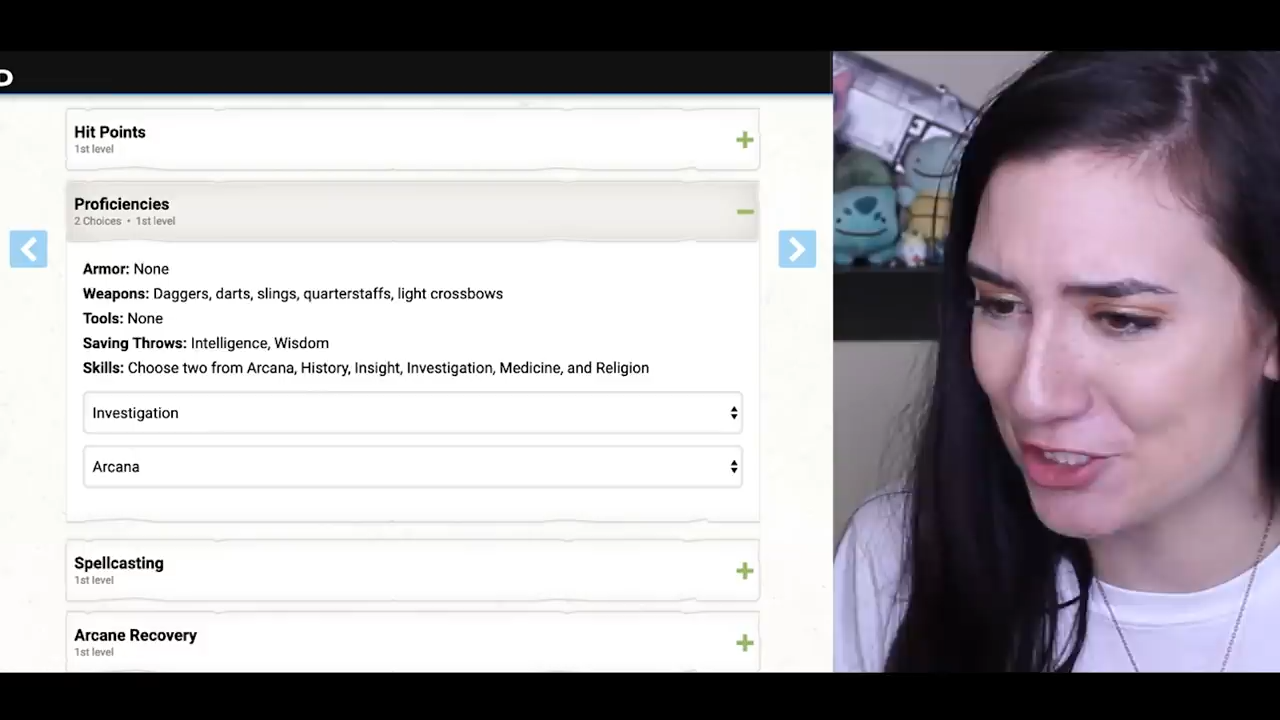 Hit Points
1st level
Proficiencies
2 Choices • 1st level
Armor: None
Weapons: Daggers, darts, slings, quarterstaffs, light crossbows
Tools: None
Saving Throws: Intelligence, Wisdom
Skills: Choose two from Arcana, History, Insight, Investigation, Medicine, and Religion
Investigation
Arcana
Spellcasting
1st level
Arcane Recovery
1st level